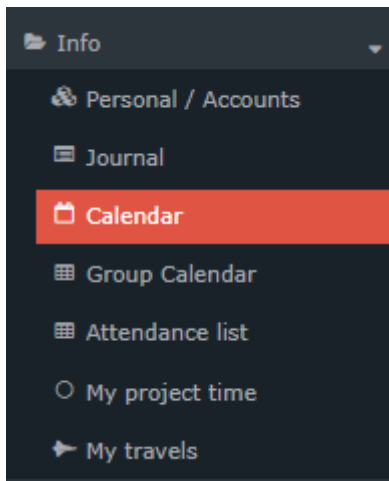 Info
Personal / Accounts
Journal
Calendar
Group Calendar
Attendance list
My project time
My travels